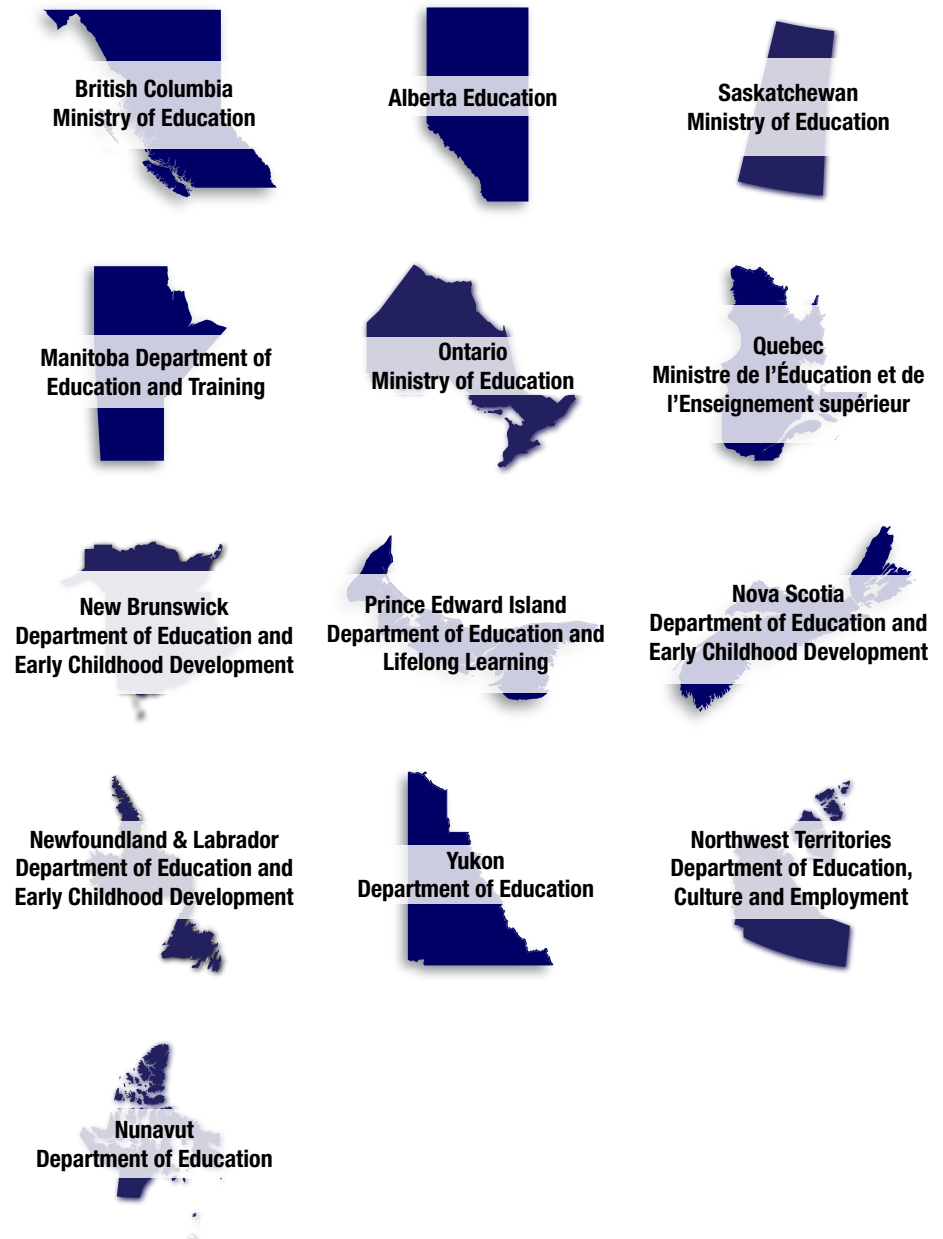 British Columbia
Ministry of Education
Alberta Education
Saskatchewan
Ministry of Education
Manitoba Department of
Education and Training
Ontario
Ministry of Education
Quebec
Ministre de l'Éducation et de
l'Enseignement supérieur
New Brunswick
Department of Education and
Early Childhood Development
Prince Edward Island
Department of Education and
Lifelong Learning
Nova Scotia
Department of Education and
Early Childhood Development
Newfoundland & Labrador
Department of Education and
Early Childhood Development
Yukon
Department of Education
Northwest Territories
Department of Education,
Culture and Employment
Nunavut
Department of Education